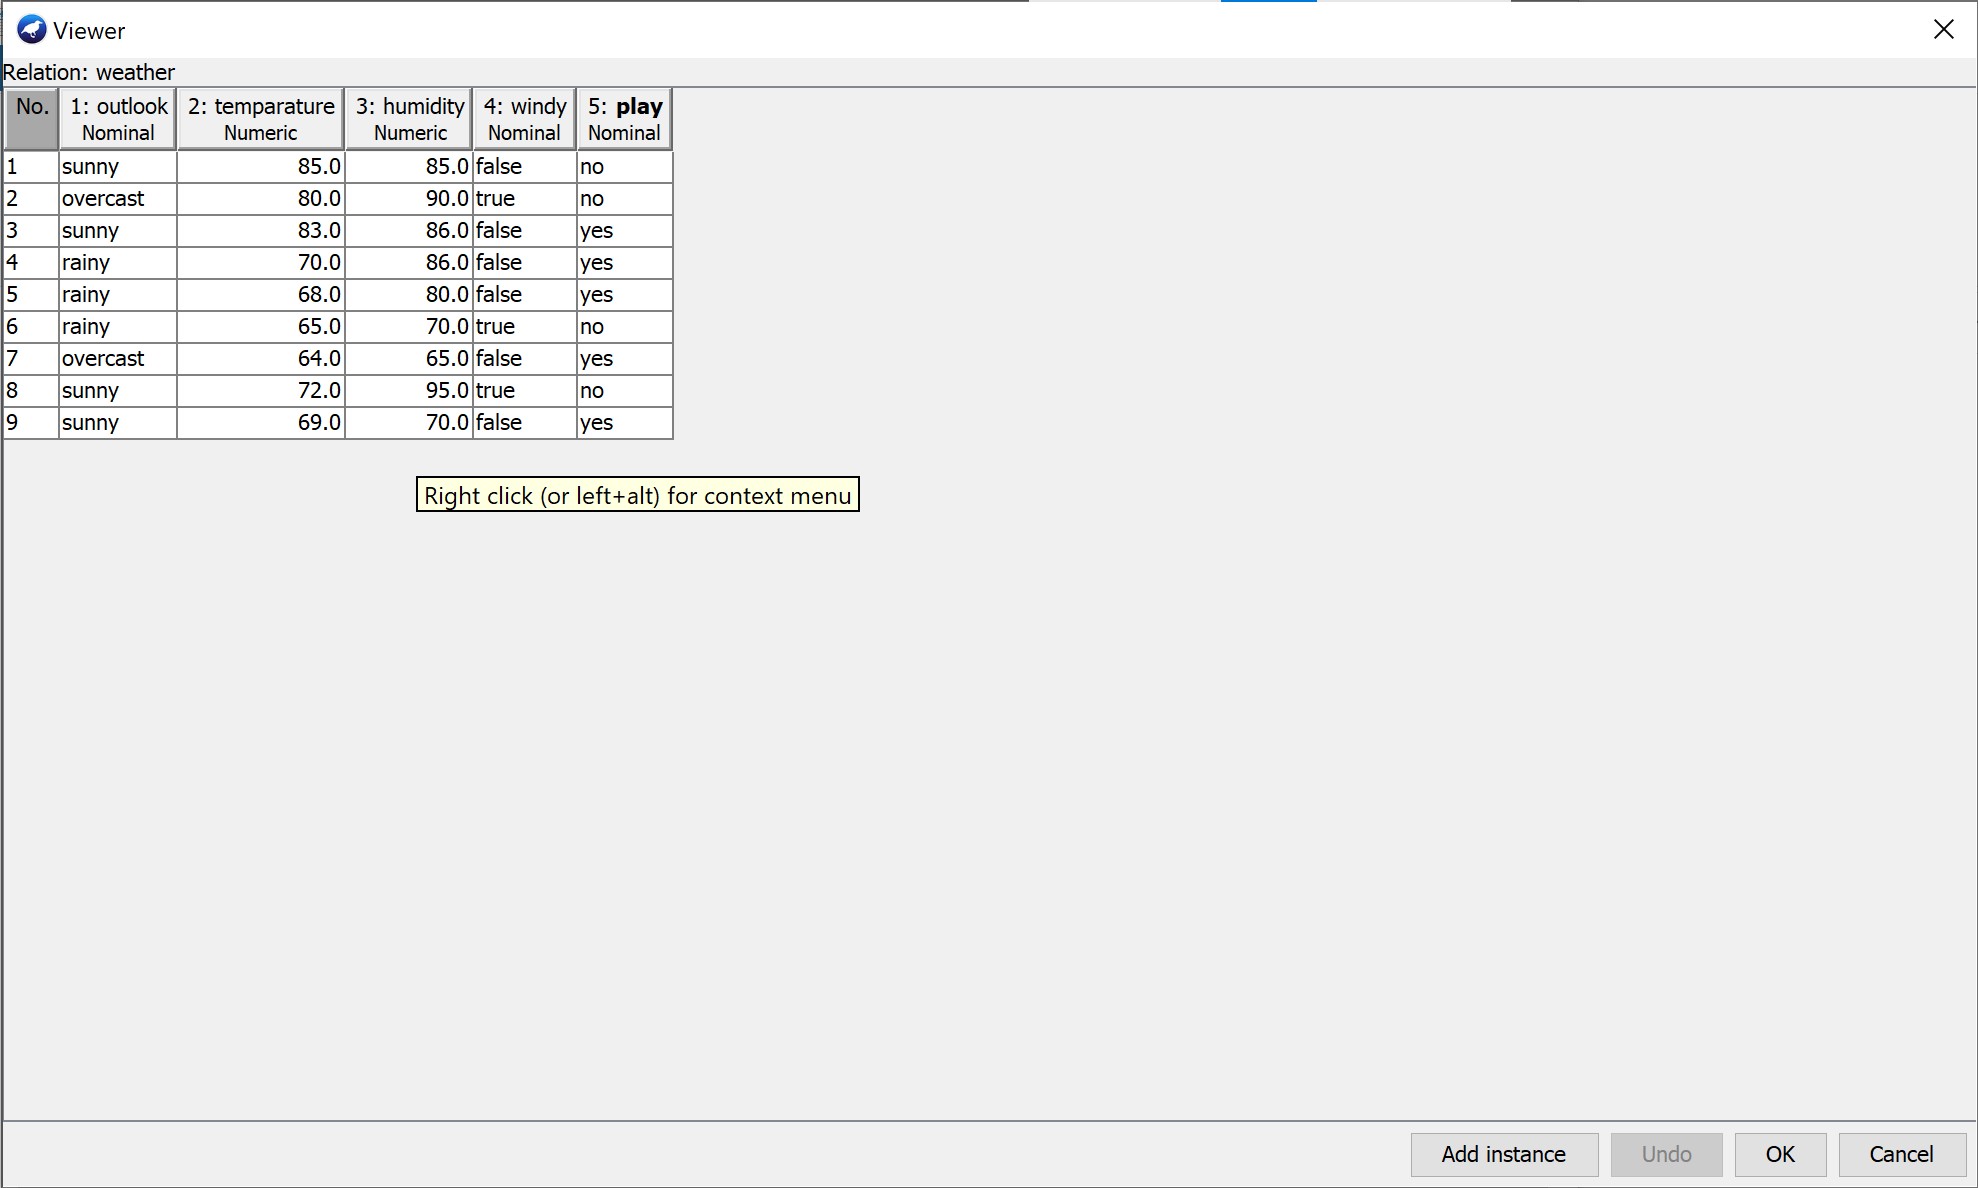 Viewer
Relation: weather
No. 1: outlook 2: temparature 3: humidity 4: windy 5: play
Nominal Numeric Numeric Nominal Nominal
1 sunny 85.0 85.0 false no
2 overcast 80.0 90.0 true no
3 sunny 83.0 86.0 false yes
4 rainy 70.0 86.0 false yes
5 rainy 68.0 80.0 false yes
6 rainy 65.0 70.0 true no
7 overcast 64.0 65.0 false yes
8 sunny 72.0 95.0 true no
9 sunny 69.0 70.0 false yes
Right click (or left+alt) for context menu
Add instance Undo OK Cancel